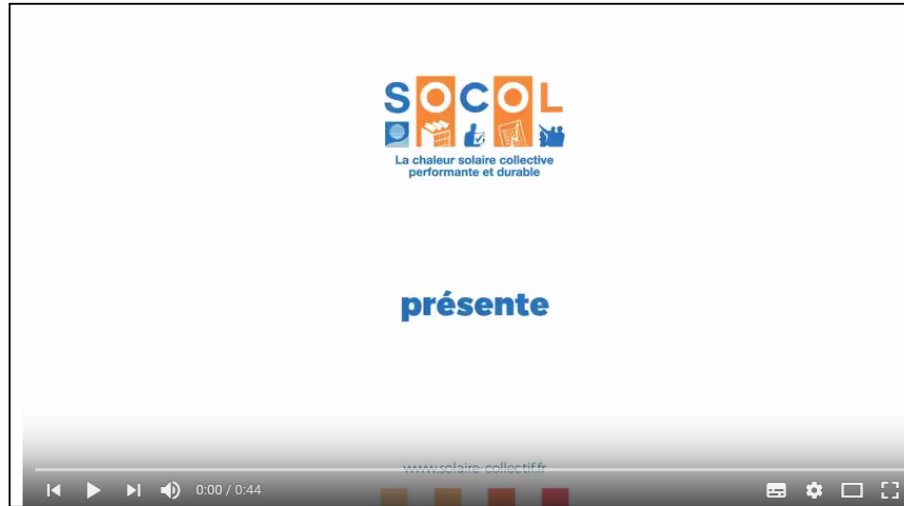 SOCOL
La chaleur solaire collective
performante et durable
présente
www.solaire-collectif.fr
0:00 / 0:44